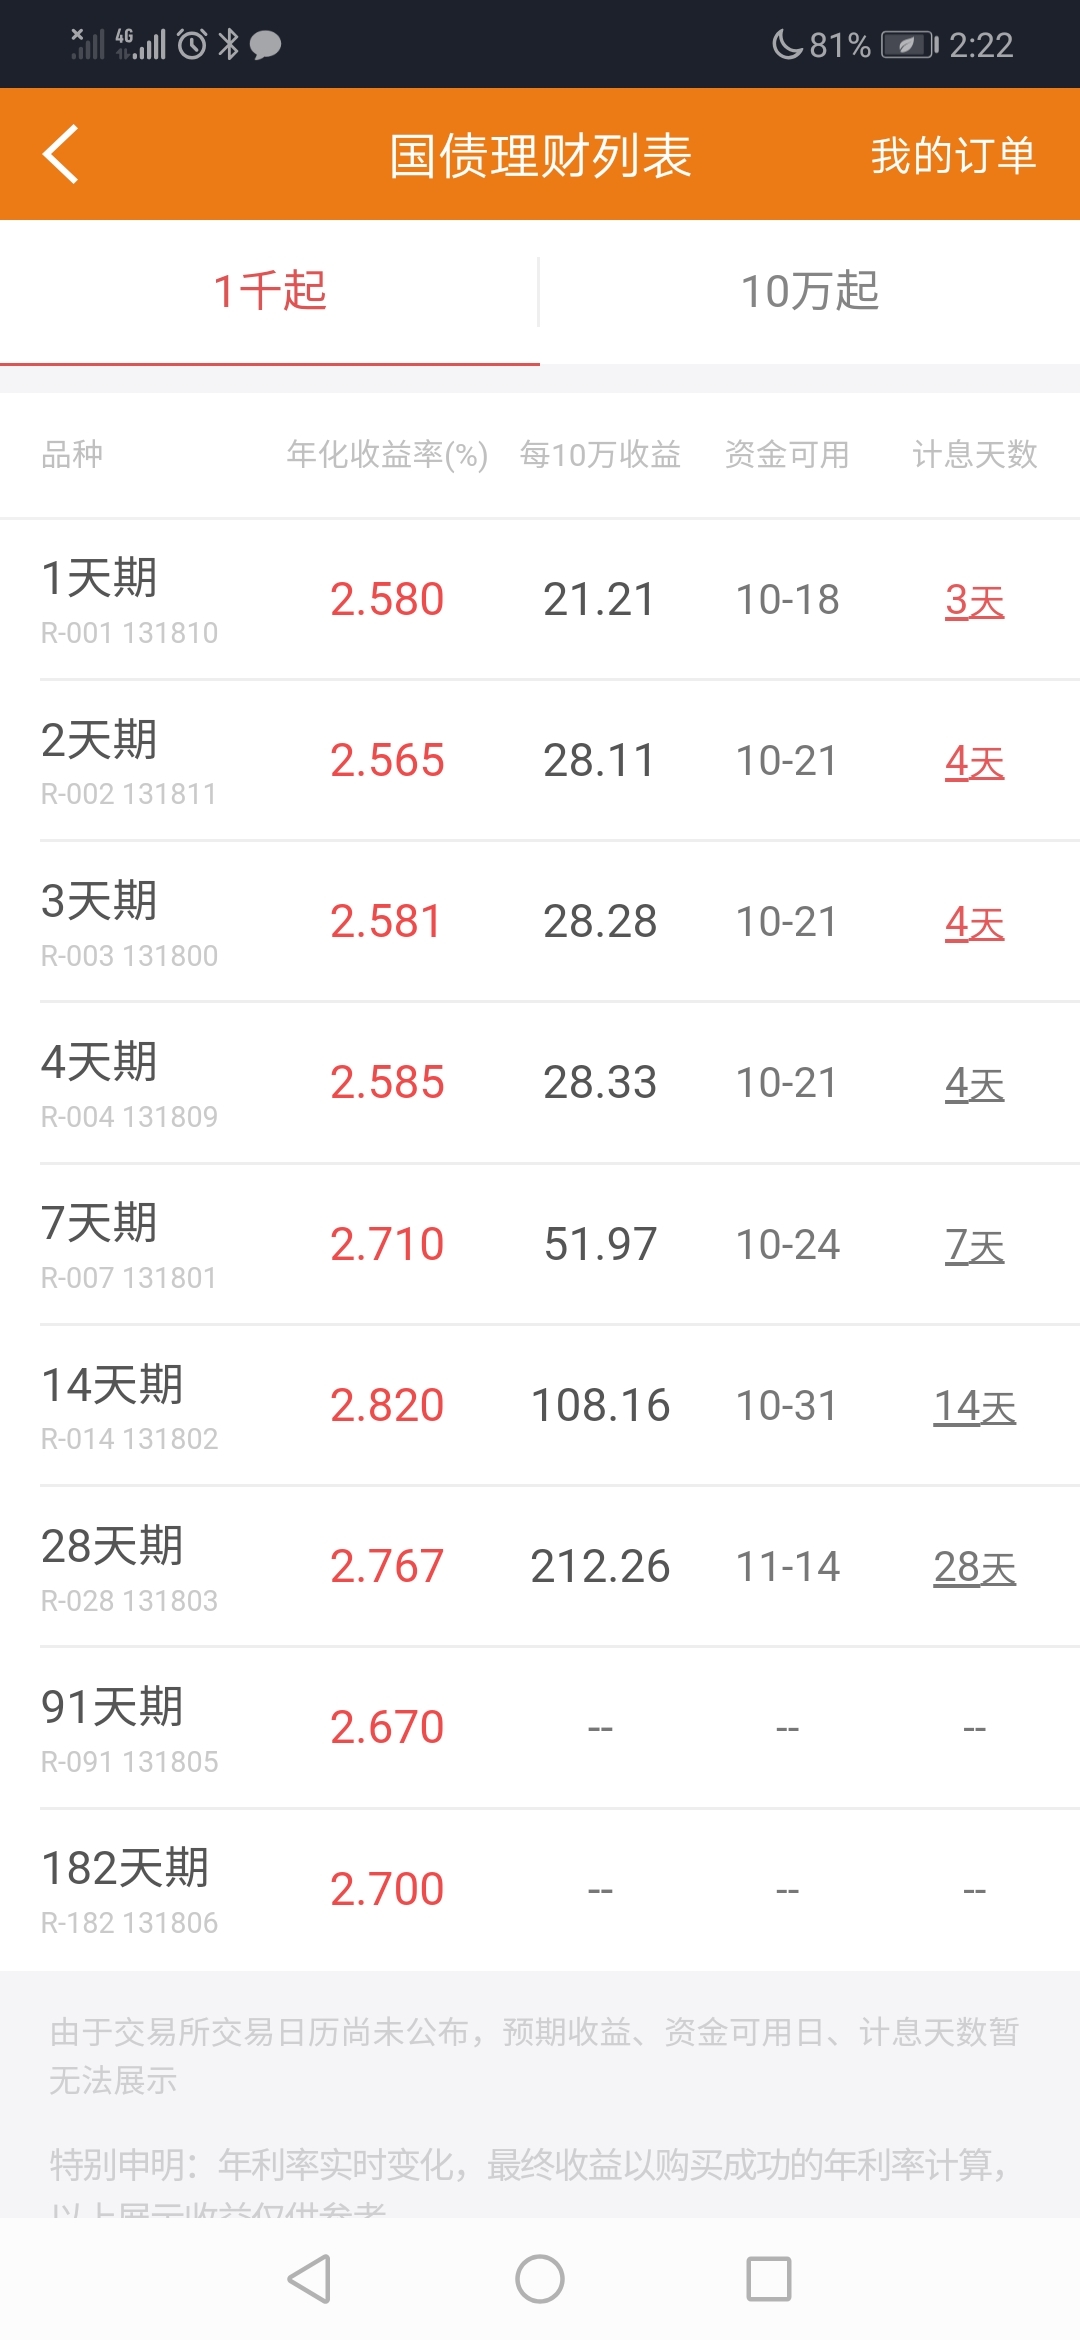 4G 81% 2:22
国债理财列表 我的订单
1千起 10万起
品种 年化收益率(%) 每10万收益 资金可用 计息天数
1天期 2.580 21.21 10-18 3天
R-001 131810
2天期 2.565 28.11 10-21 4天
R-002 131811
3天期 2.581 28.28 10-21 4天
R-003 131800
4天期 2.585 28.33 10-21 4天
R-004 131809
7天期 2.710 51.97 10-24 7天
R-007 131801
14天期 2.820 108.16 10-31 14天
R-014 131802
28天期 2.767 212.26 11-14 28天
R-028 131803
91天期 2.670 -- -- --
R-091 131805
182天期 2.700 -- -- --
R-182 131806
由于交易所交易日历尚未公布，预期收益、资金可用日、计息天数暂
无法展示
特别申明：年利率实时变化，最终收益以购买成功的年利率计算，
以上展示收益仅供参考